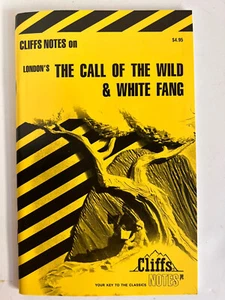 CLIFFS NOTES on
$4.95
LONDON'S THE CALL OF THE WILD
& WHITE FANG
Cliffs
NOTES
YOUR KEY TO THE CLASSICS